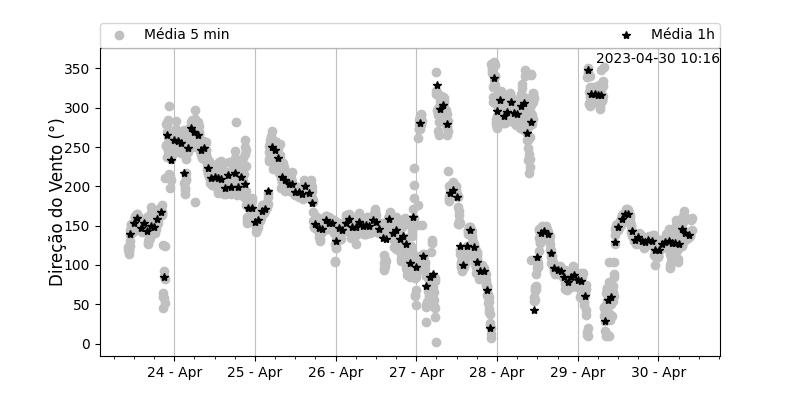 Média 5 min
Média 1h
2023-04-30 10:16
Direção do Vento (°)
350
300
250
200
150
100
50
0
24 - Apr
25 - Apr
26 - Apr
27 - Apr
28 - Apr
29 - Apr
30 - Apr